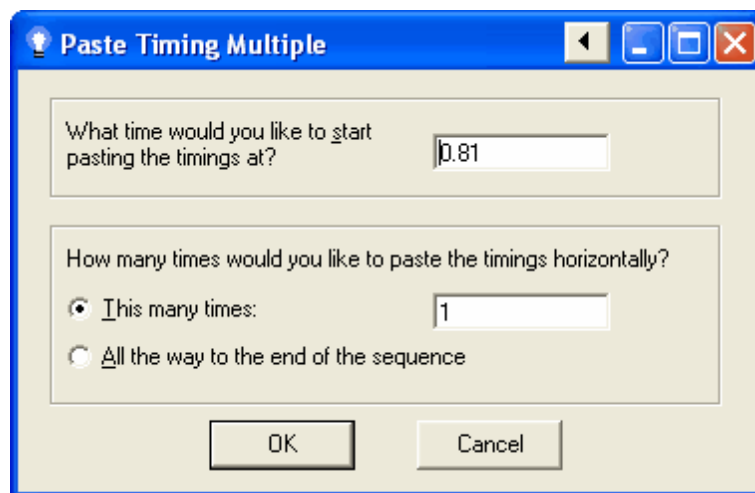 Paste Timing Multiple
What time would you like to start
pasting the timings at?
0.81
How many times would you like to paste the timings horizontally?
This many times:
1
All the way to the end of the sequence
OK
Cancel